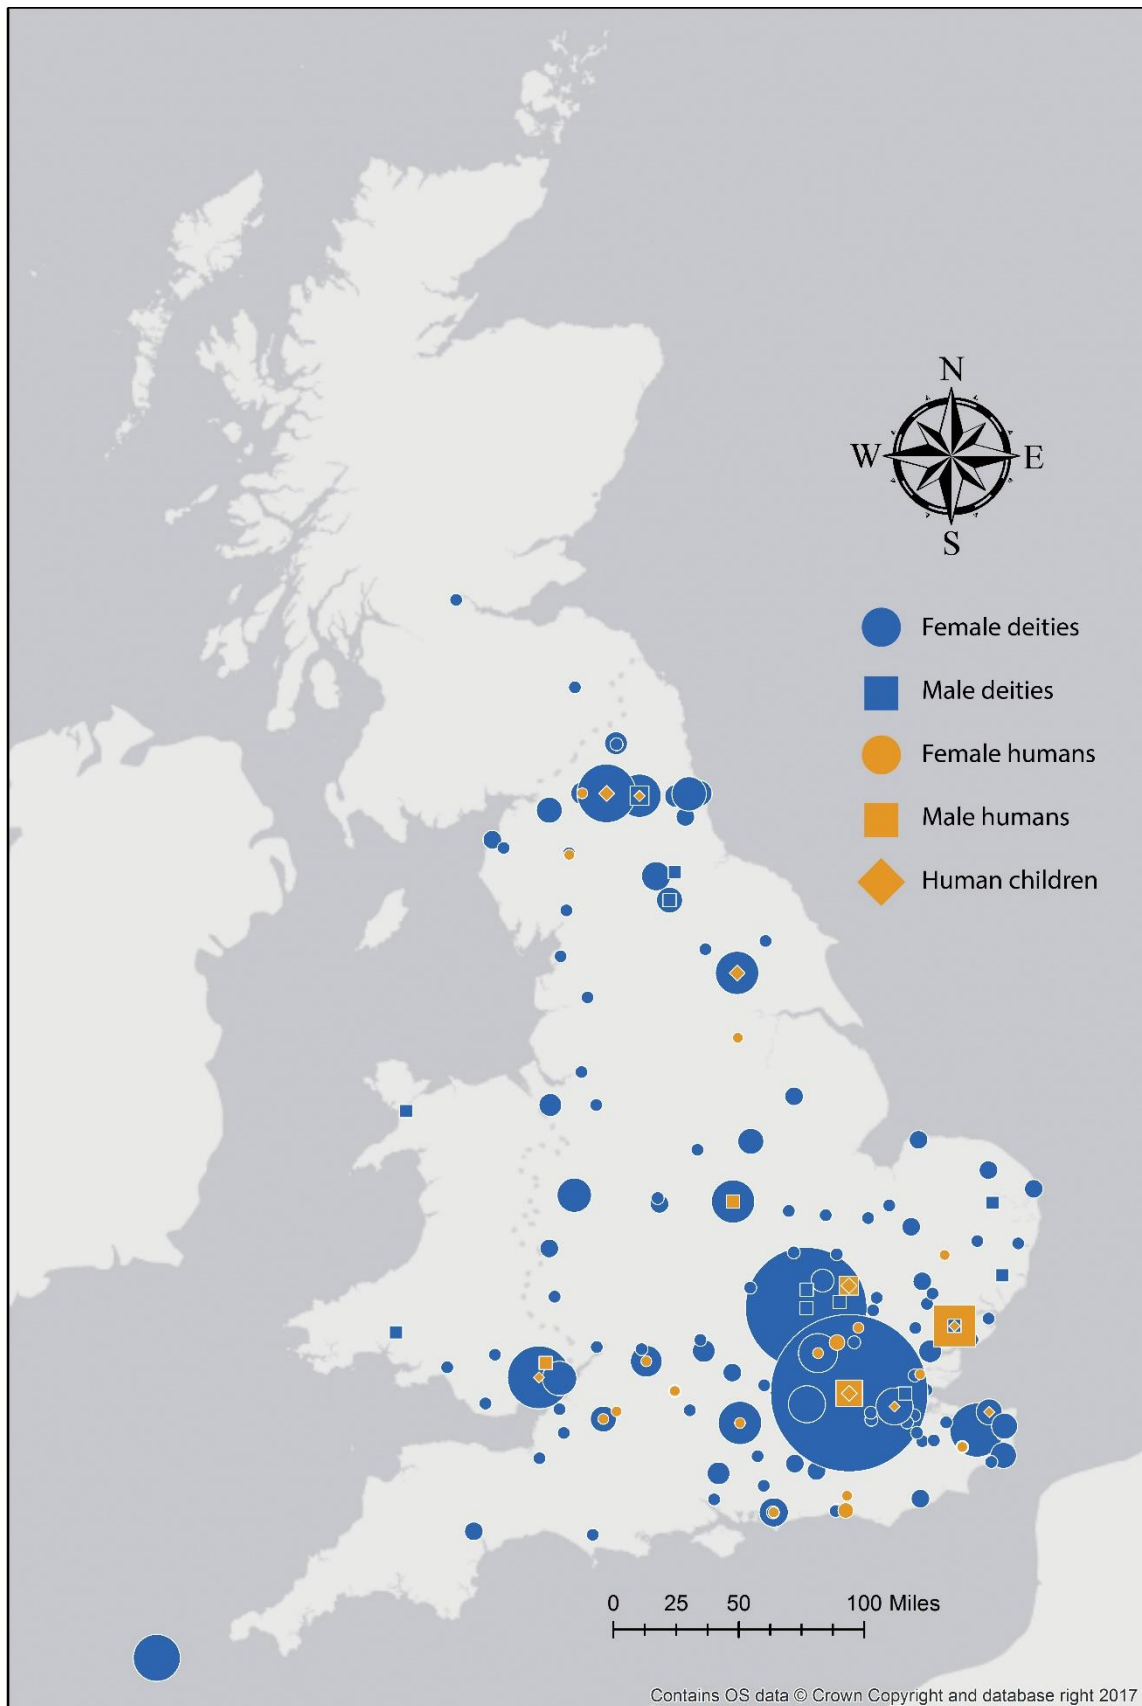 N
W
E
S
Female deities
Male deities
Female humans
Male humans
Human children
0 25 50 100 Miles
Contains OS data © Crown Copyright and database right 2017